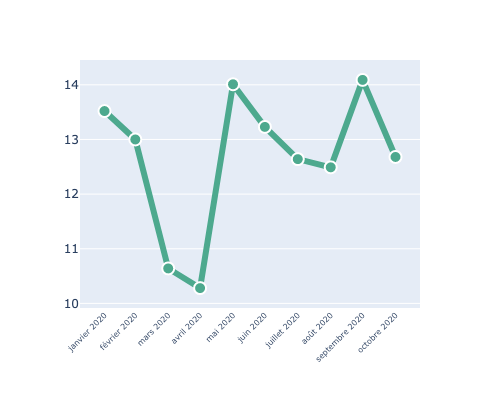 14
13
12
11
10
janvier 2020
février 2020
mars 2020
avril 2020
mai 2020
juin 2020
juillet 2020
août 2020
septembre 2020
octobre 2020